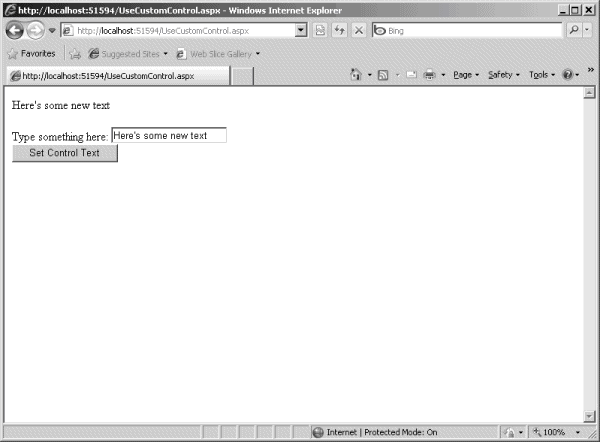 http://localhost:51594/UseCustomControl.aspx - Windows Internet Explorer
http://localhost:51594/UseCustomControl.aspx
Bing
Favorites Suggested Sites Web Slice Gallery
http://localhost:51594/UseCustomControl.aspx
Page Safety Tools »
Here's some new text
Type something here: Here's some new text
Set Control Text
Internet | Protected Mode: On 100%